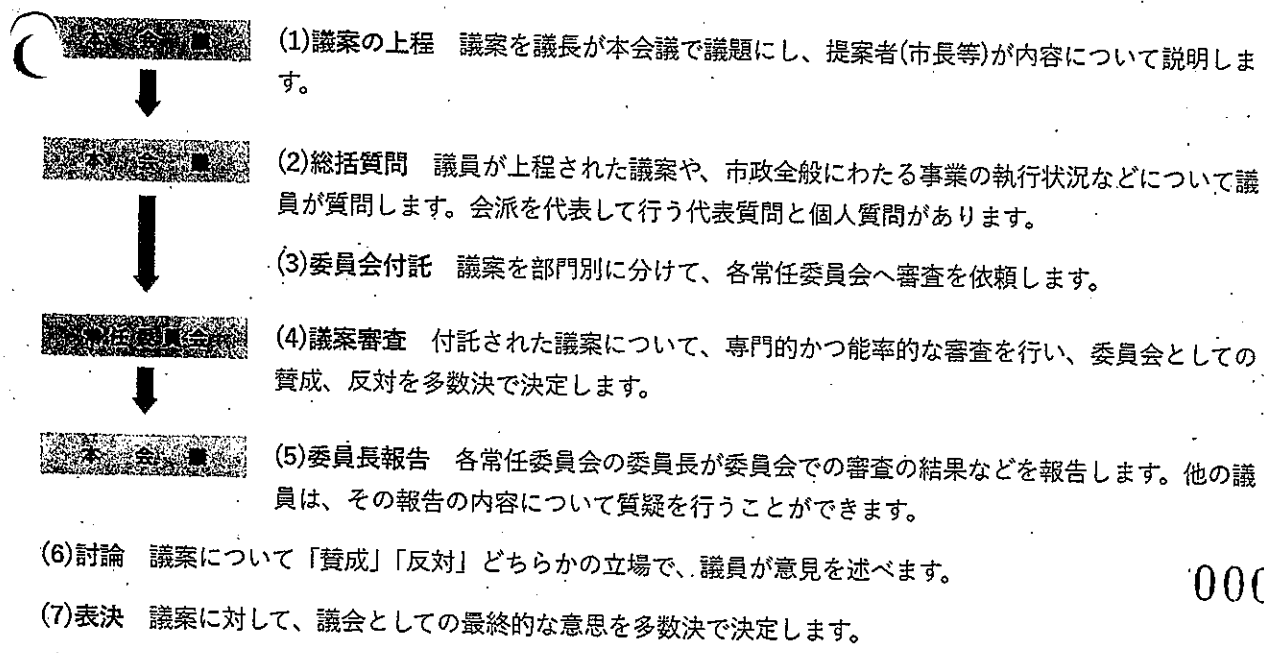 本会議
(1)議案の上程　議案を議長が本会議で議題にし、提案者(市長等)が内容について説明しま
す。
本会議
(2)総括質問　議員が上程された議案や、市政全般にわたる事業の執行状況などについて議
員が質問します。会派を代表して行う代表質問と個人質問があります。
(3)委員会付託　議案を部門別に分けて、各常任委員会へ審査を依頼します。
常任委員会
(4)議案審査　付託された議案について、専門的かつ能率的な審査を行い、委員会としての
賛成、反対を多数決で決定します。
本会議
(5)委員長報告　各常任委員会の委員長が委員会での審査の結果などを報告します。他の議
員は、その報告の内容について質疑を行うことができます。
(6)討論　議案について「賛成」「反対」どちらかの立場で、議員が意見を述べます。
000
(7)表決　議案に対して、議会としての最終的な意思を多数決で決定します。